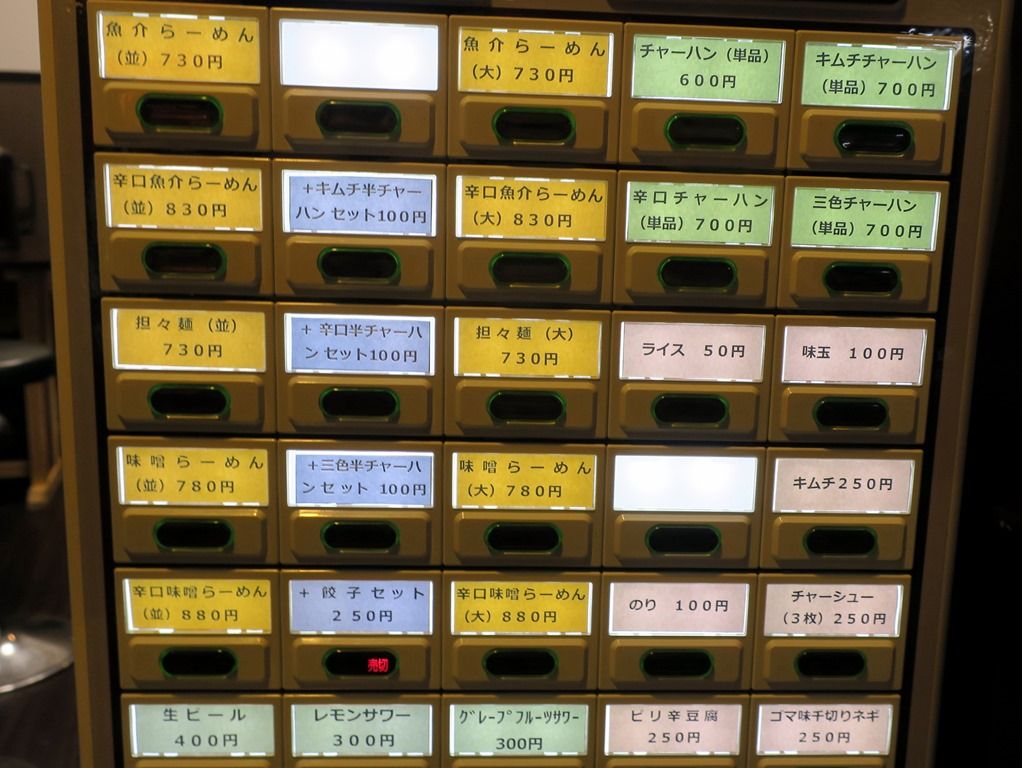 魚介らーめん
(並)730円
魚介らーめん
(大)730円
チャーハン(単品)
600円
キムチチャーハン
(単品)700円
辛口魚介らーめん
(並)830円
+キムチ半チャー
ハンセット100円
辛口魚介らーめん
(大)830円
辛口チャーハン
(単品)700円
三色チャーハン
(単品)700円
担々麺(並)
730円
+ 辛口半チャーハ
ンセット100円
担々麺(大)
730円
ライス 50円
味玉 100円
味噌らーめん
(並)780円
+三色半チャーハ
ンセット 100円
味噌らーめん
(大)780円
キムチ250円
辛口味噌らーめん
(並)880円
+ 餃子セット
250円
売切
辛口味噌らーめん
(大)880円
のり 100円
チャーシュー
(3枚)250円
生ビール
400円
レモンサワー
300円
グレープフルーツサワー
300円
ピリ辛豆腐
250円
ゴマ味千切りネギ
250円